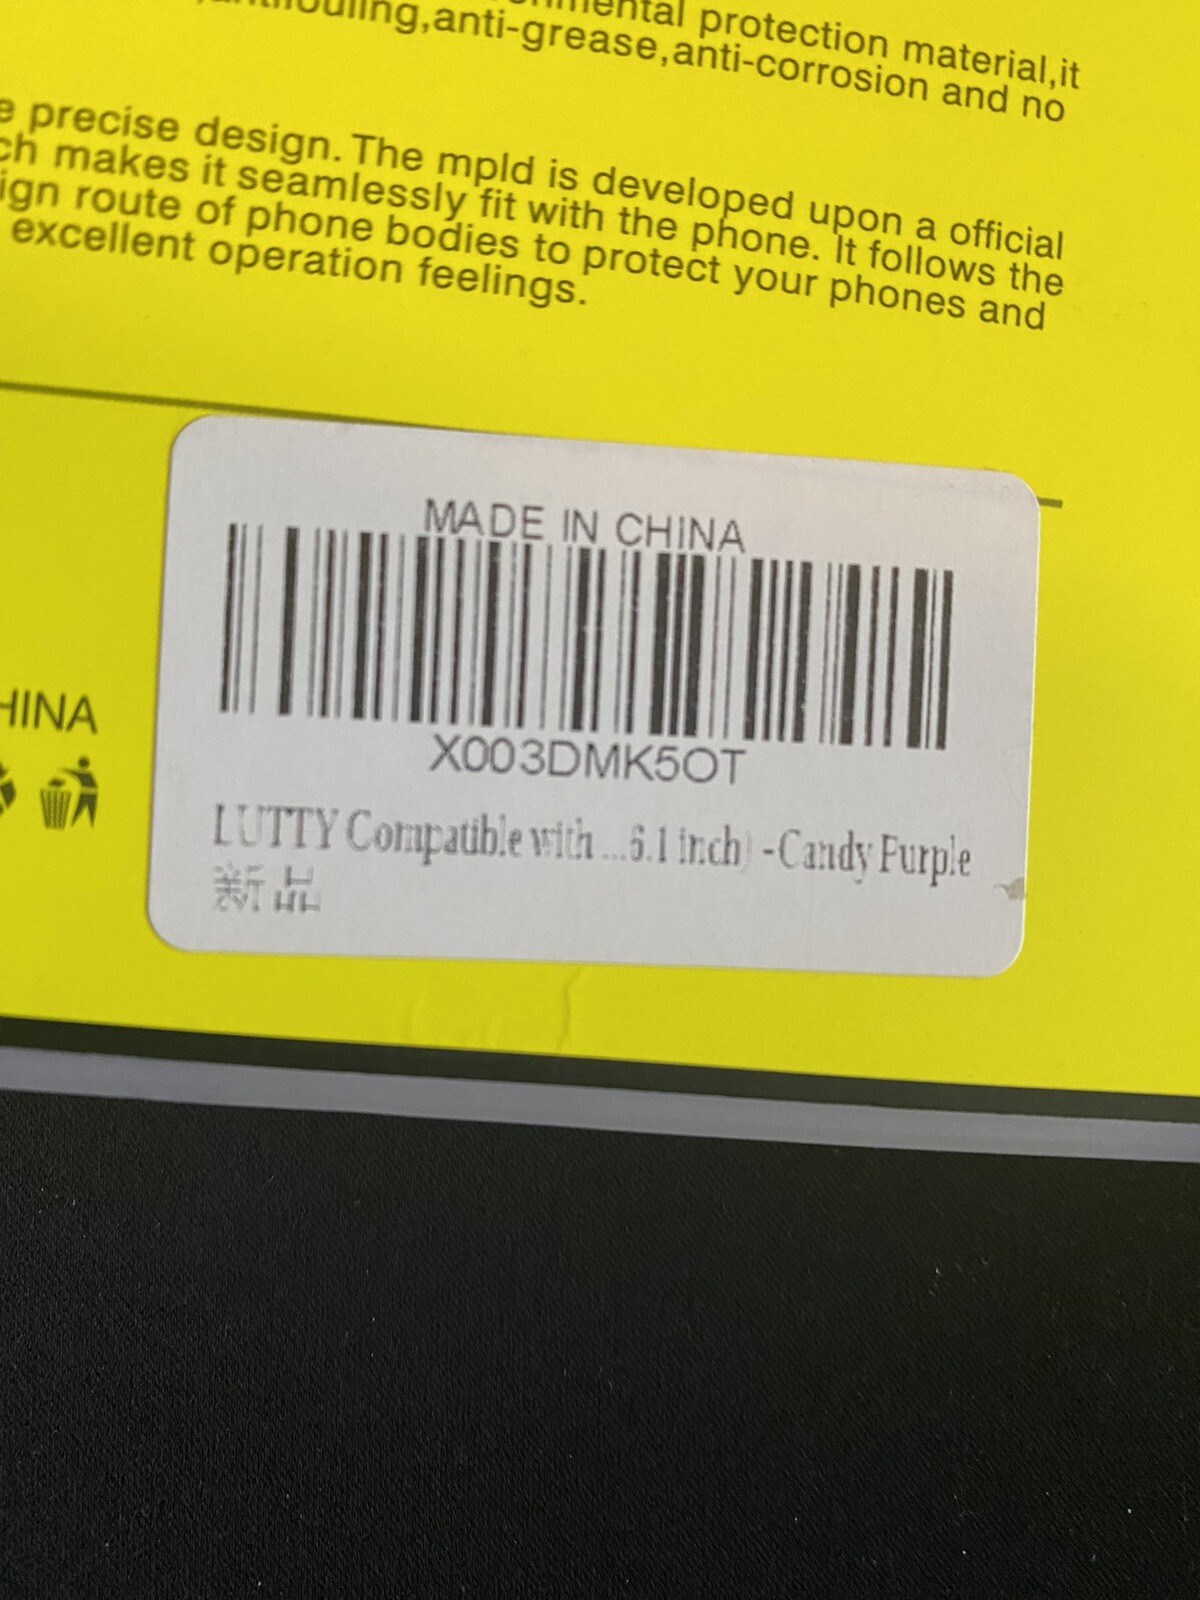 mental protection material,it
antifouling,anti-grease,anti-corrosion and no
e precise design. The mpld is developed upon a official
ch makes it seamlessly fit with the phone. It follows the
ign route of phone bodies to protect your phones and
excellent operation feelings.
MADE IN CHINA
X003DMK5OT
HINA
LUTTY Compatible with ...6.1 inch) -Candy Purple
新品